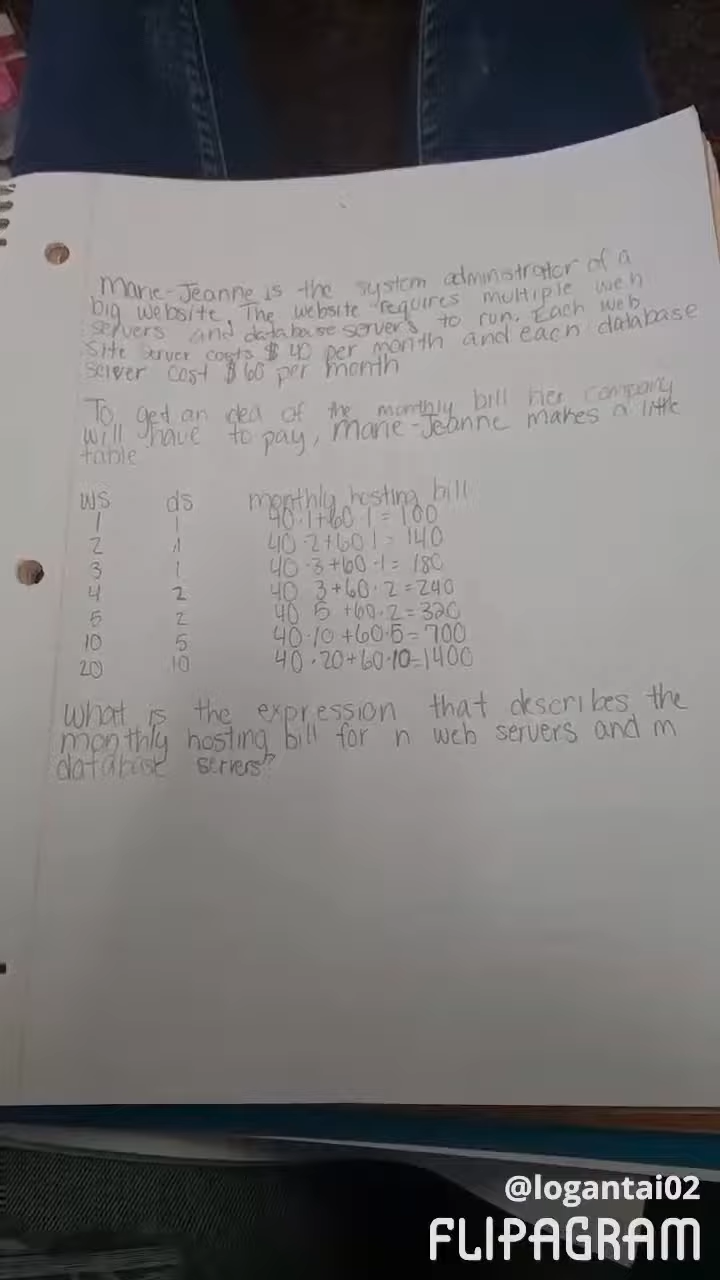 Marie-Jeanne is the system administrator of a
big website. The website requires multiple web
servers and database servers to run. Each web
site server costs $40 per month and each database
server cost $60 per month
To get an idea of the monthly bill her company
will have to pay, Marie-Jeanne makes a little
table
ws ds monthly hosting bill
1 1 40·1+60·1=100
2 1 40·2+60 1=140
3 1 40·3+60·1=180
4 2 40 3+60·2=240
5 2 40 5 +60·2=320
10 5 40·10+60·5=700
20 10 40·20+60·10=1400
What is the expression that describes the
monthly hosting bill for n web servers and m
database servers?
@logantai02
FLIPAGRAM